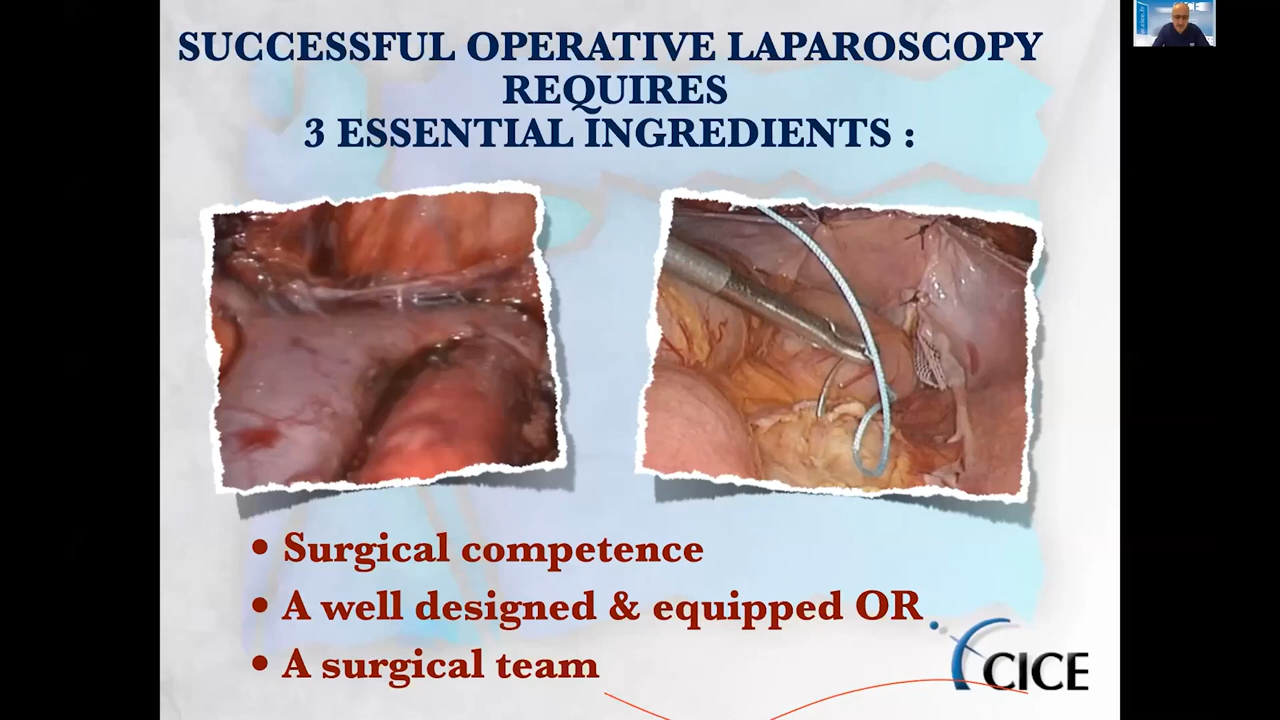 SUCCESSFUL OPERATIVE LAPAROSCOPY
REQUIRES
3 ESSENTIAL INGREDIENTS :
• Surgical competence
• A well designed & equipped OR
• A surgical team
CICE